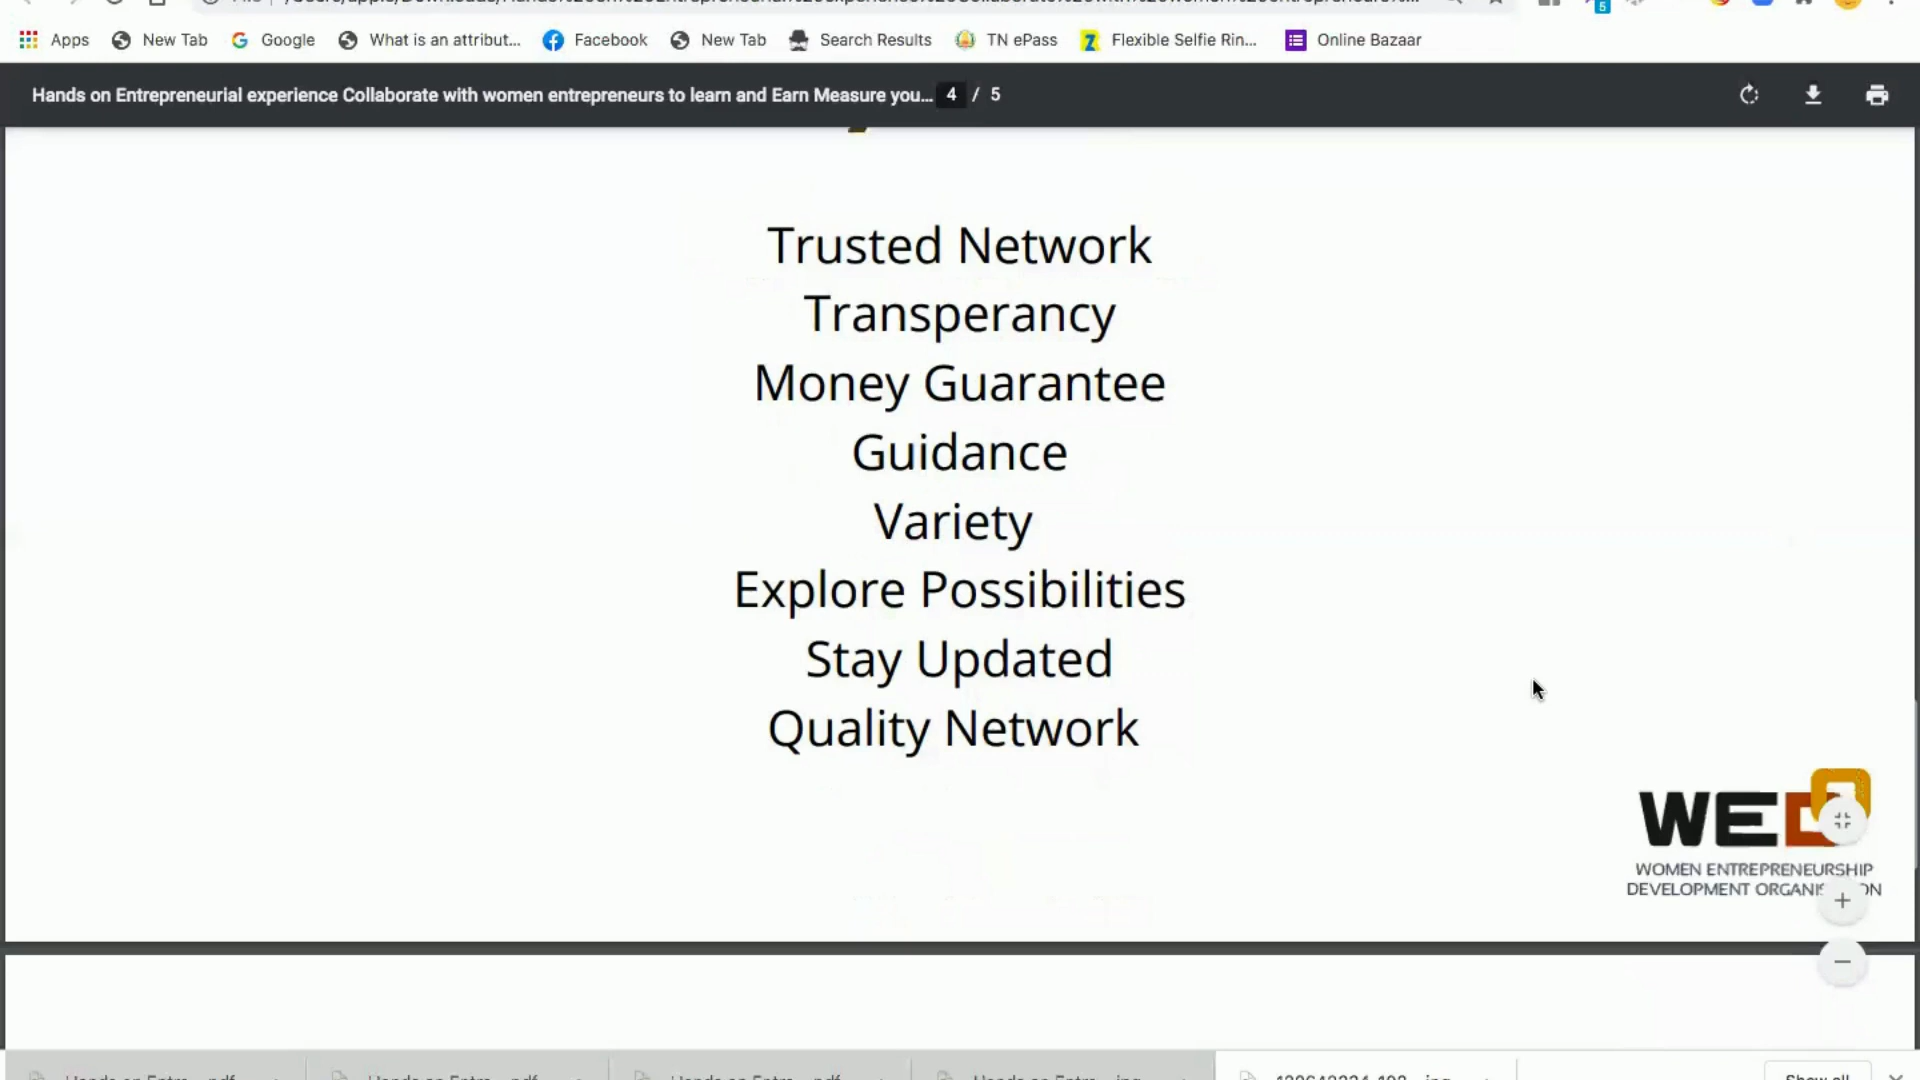 Apps New Tab Google What is an attribut... Facebook New Tab Search Results TN ePass Flexible Selfie Rin... Online Bazaar
Hands on Entrepreneurial experience Collaborate with women entrepreneurs to learn and Earn Measure you... 4 / 5
Trusted Network
Transperancy
Money Guarantee
Guidance
Variety
Explore Possibilities
Stay Updated
Quality Network
WE
WOMEN ENTREPRENEURSHIP
DEVELOPMENT